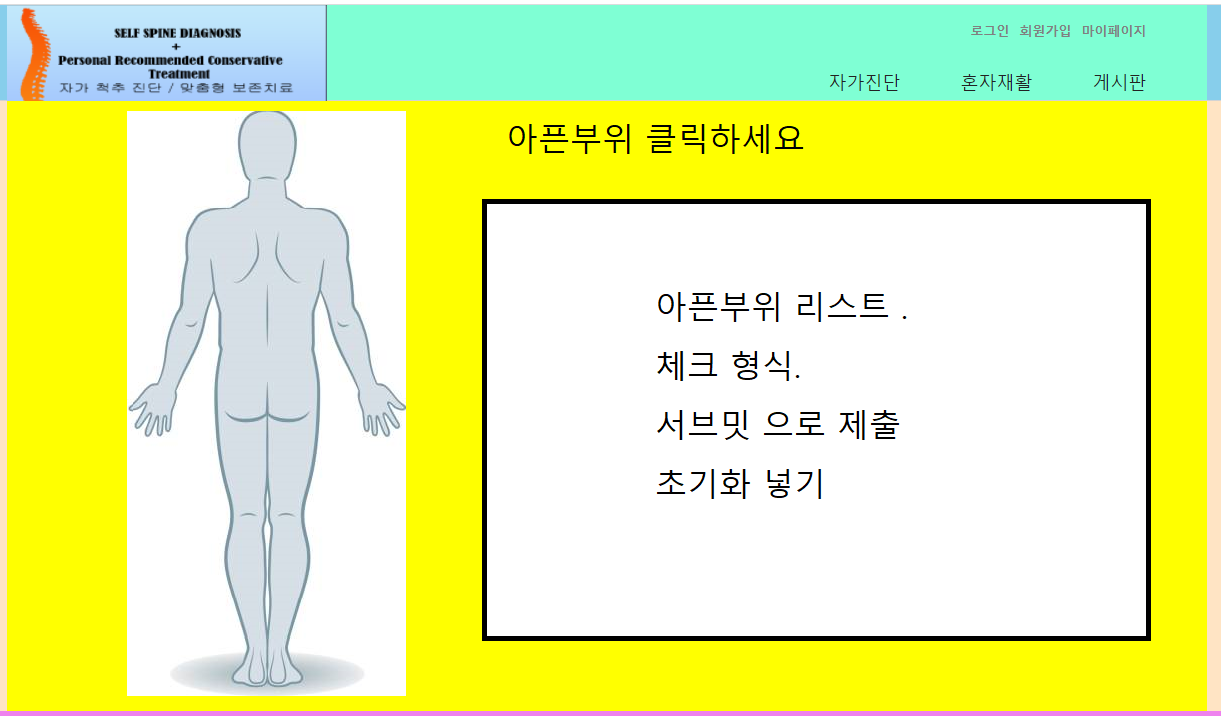 SELF SPINE DIAGNOSIS
+
Personal Recommended Conservative
Treatment
자가 척추 진단 / 맞춤형 보존치료
로그인 회원가입 마이페이지
자가진단 혼자재활 게시판
아픈부위 클릭하세요
아픈부위 리스트 .
체크 형식.
서브밋 으로 제출
초기화 넣기